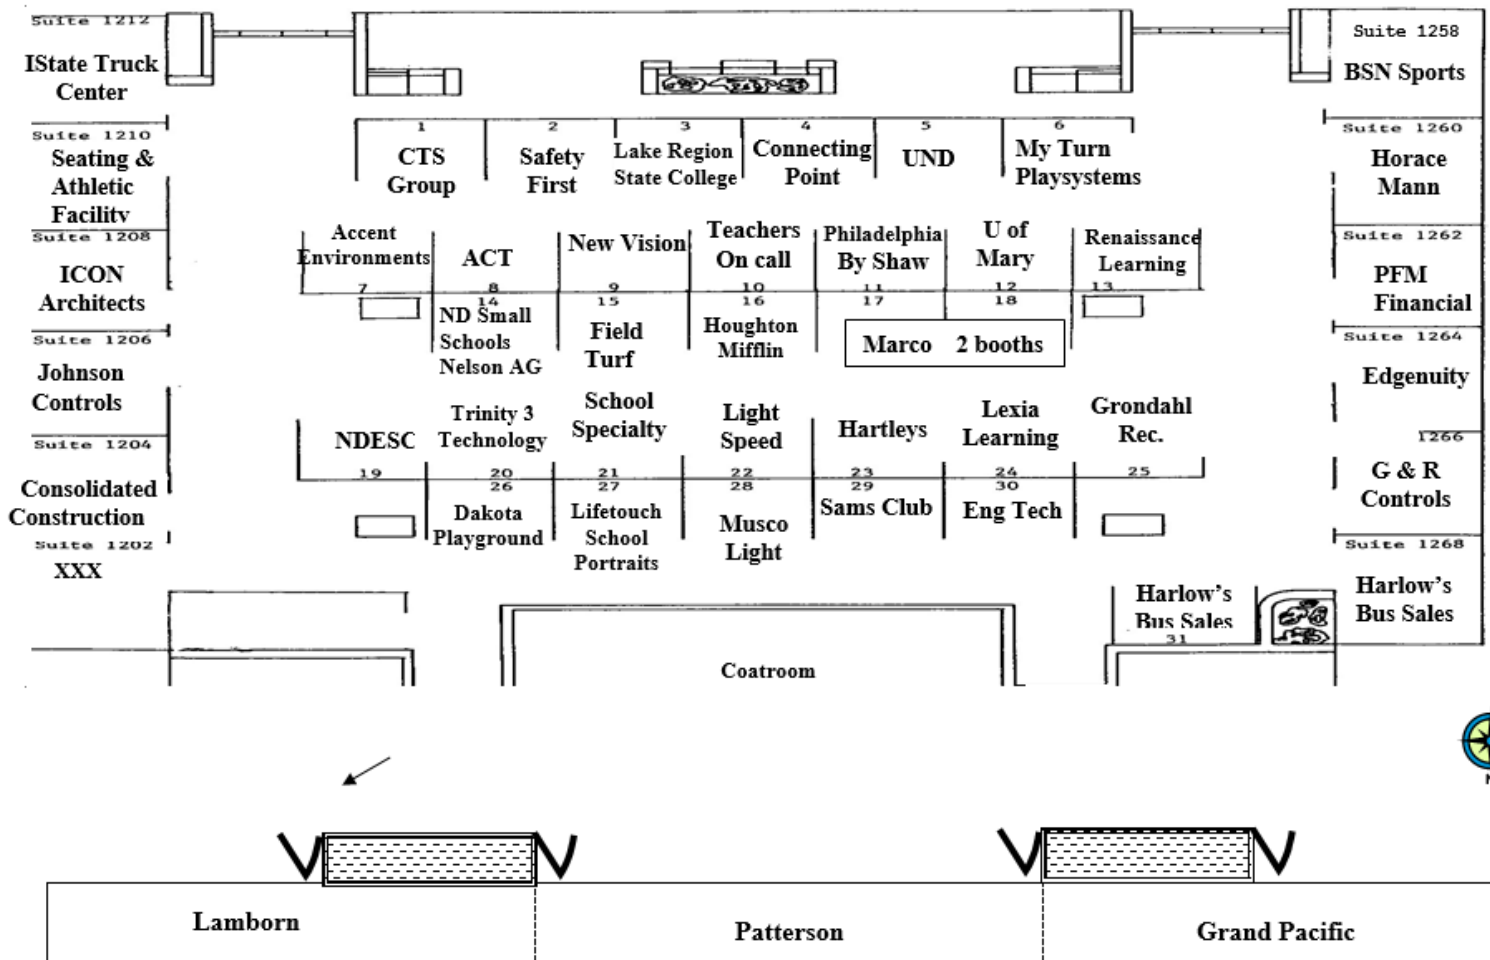 Suite 1212
IState Truck
Center
Suite 1210
Seating &
Athletic
Facility
Suite 1208
ICON
Architects
Suite 1206
Johnson
Controls
Suite 1204
Consolidated
Construction
Suite 1202
XXX
1
CTS
Group
2
Safety
First
3
Lake Region
State College
4
Connecting
Point
5
UND
6
My Turn
Playsystems
Accent
Environments
7
ACT
8
New Vision
9
Teachers
On call
10
Philadelphia
By Shaw
11
U of
Mary
12
Renaissance
Learning
13
14
ND Small
Schools
Nelson AG
15
Field
Turf
16
Houghton
Mifflin
17
18
Marco 2 booths
NDESC
19
Trinity 3
Technology
20
School
Specialty
21
Light
Speed
22
Hartleys
23
Lexia
Learning
24
Grondahl
Rec.
25
26
Dakota
Playground
27
Lifetouch
School
Portraits
28
Musco
Light
29
Sams Club
30
Eng Tech
Harlow's
Bus Sales
31
Suite 1258
BSN Sports
Suite 1260
Horace
Mann
Suite 1262
PFM
Financial
Suite 1264
Edgenuity
1266
G & R
Controls
Suite 1268
Harlow's
Bus Sales
Coatroom
N
Lamborn
Patterson
Grand Pacific